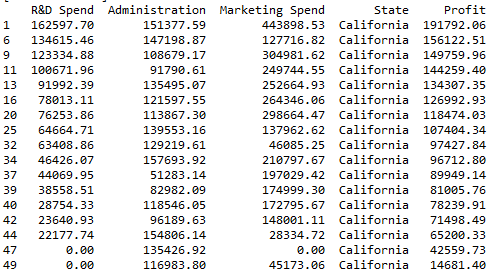 R&D Spend Administration Marketing Spend State Profit
1 162597.70 151377.59 443898.53 California 191792.06
6 134615.46 147198.87 127716.82 California 156122.51
9 123334.88 108679.17 304981.62 California 149759.96
11 100671.96 91790.61 249744.55 California 144259.40
13 91992.39 135495.07 252664.93 California 134307.35
16 78013.11 121597.55 264346.06 California 126992.93
20 76253.86 113867.30 298664.47 California 118474.03
25 64664.71 139553.16 137962.62 California 107404.34
32 63408.86 129219.61 46085.25 California 97427.84
34 46426.07 157693.92 210797.67 California 96712.80
37 44069.95 51283.14 197029.42 California 89949.14
39 38558.51 82982.09 174999.30 California 81005.76
40 28754.33 118546.05 172795.67 California 78239.91
42 23640.93 96189.63 148001.11 California 71498.49
44 22177.74 154806.14 28334.72 California 65200.33
47 0.00 135426.92 0.00 California 42559.73
49 0.00 116983.80 45173.06 California 14681.40